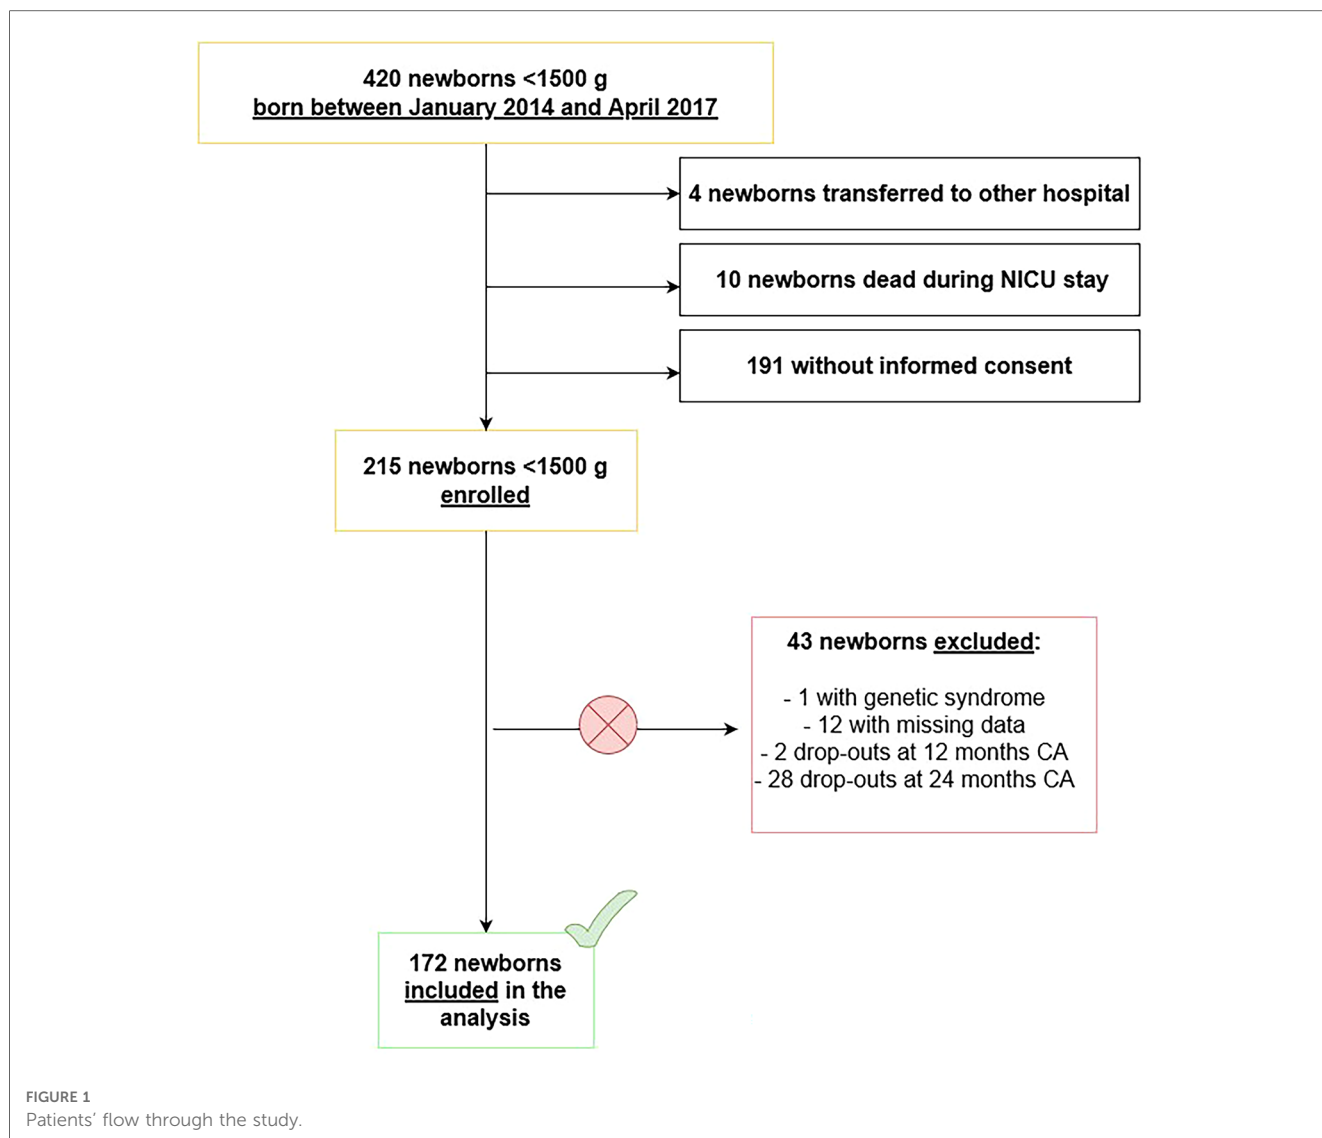 420 newborns <1500 g
born between January 2014 and April 2017
4 newborns transferred to other hospital
10 newborns dead during NICU stay
191 without informed consent
215 newborns <1500 g
enrolled
43 newborns excluded:
- 1 with genetic syndrome
- 12 with missing data
- 2 drop-outs at 12 months CA
- 28 drop-outs at 24 months CA
172 newborns
included in the
analysis
FIGURE 1
Patients’ flow through the study.